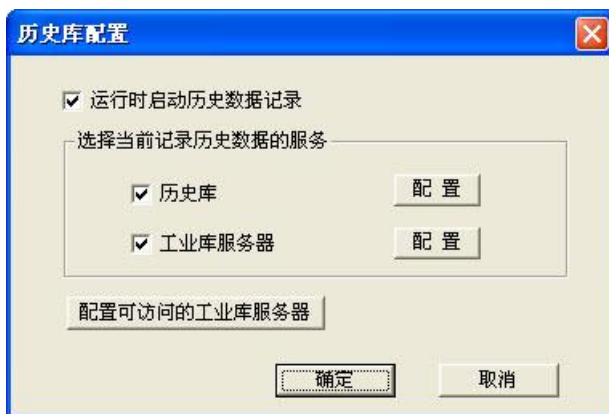 历史库配置
运行时启动历史数据记录
选择当前记录历史数据的服务
历史库
配 置
工业库服务器
配 置
配置可访问的工业库服务器
确定
取消